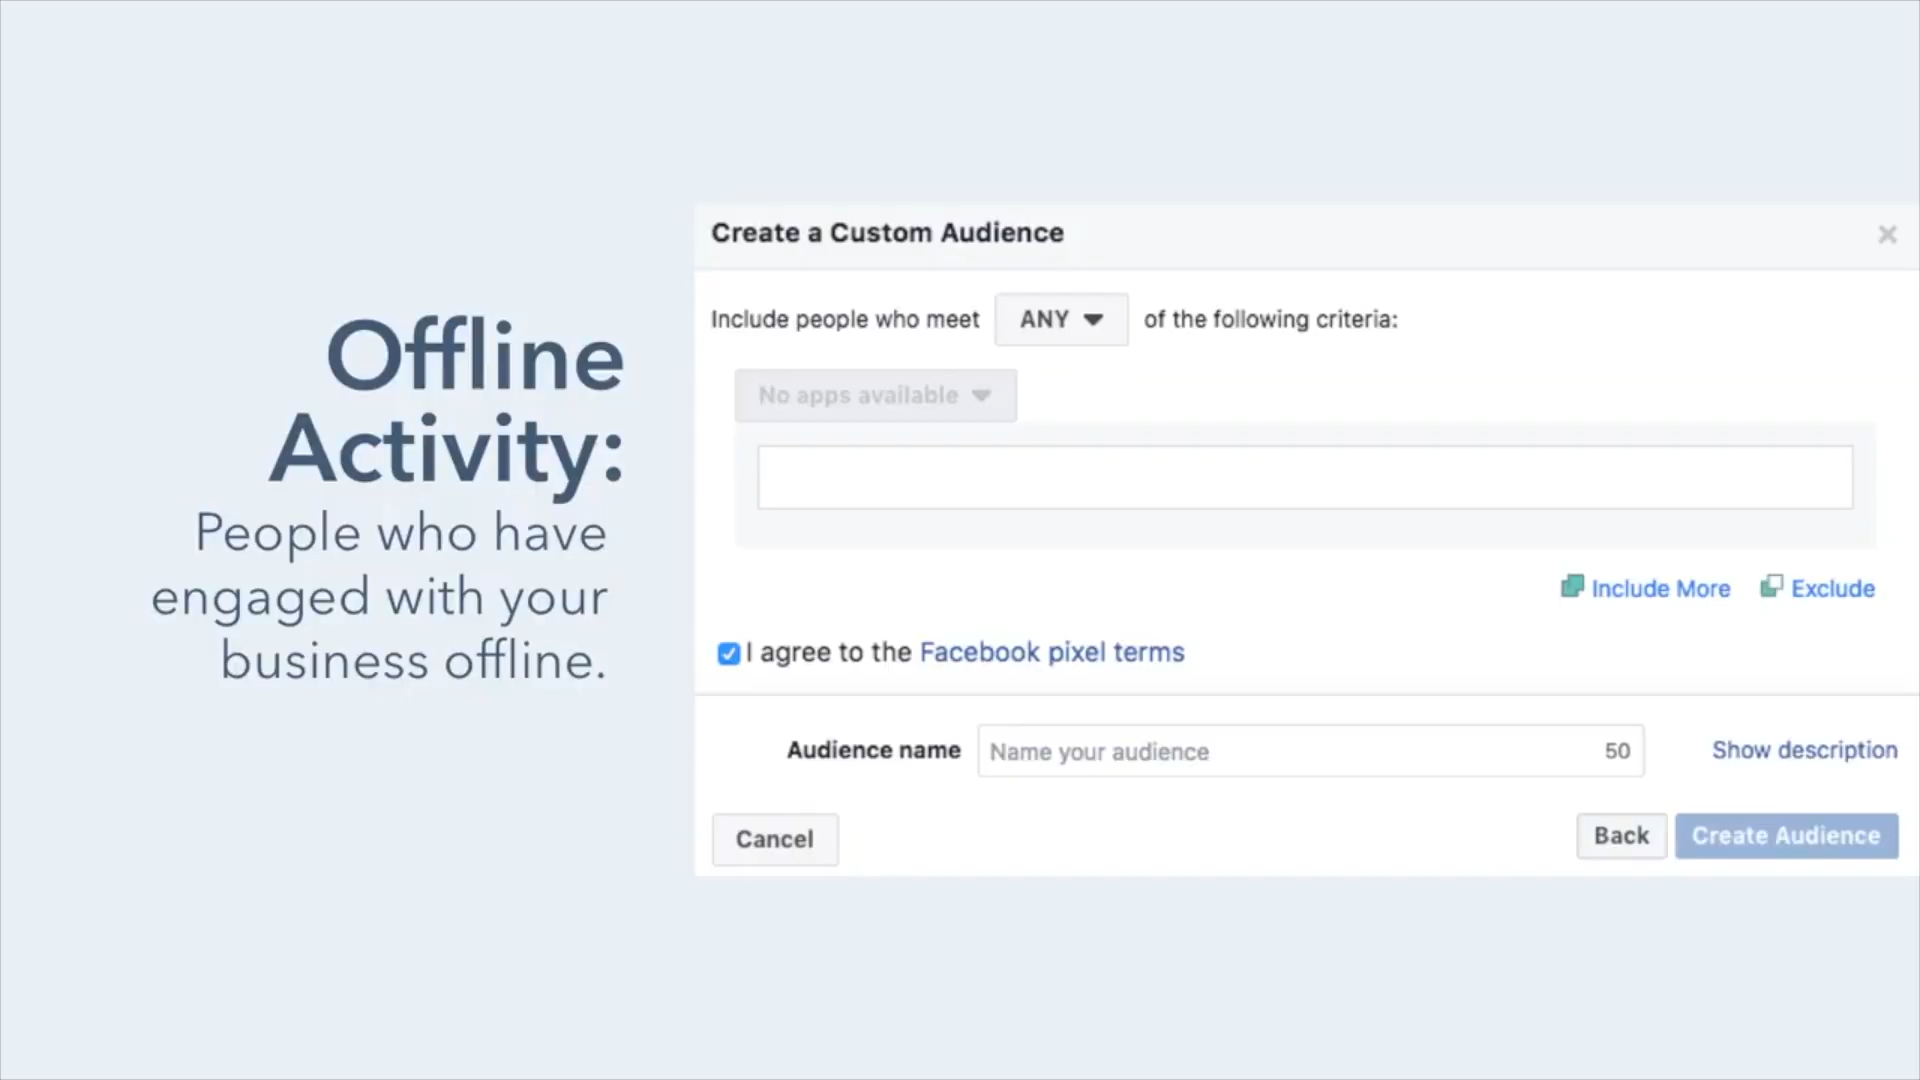 Offline
Activity:
People who have
engaged with your
business offline.
Create a Custom Audience
Include people who meet ANY of the following criteria:
No apps available
Include More Exclude
I agree to the Facebook pixel terms
Audience name Name your audience 50 Show description
Cancel Back Create Audience